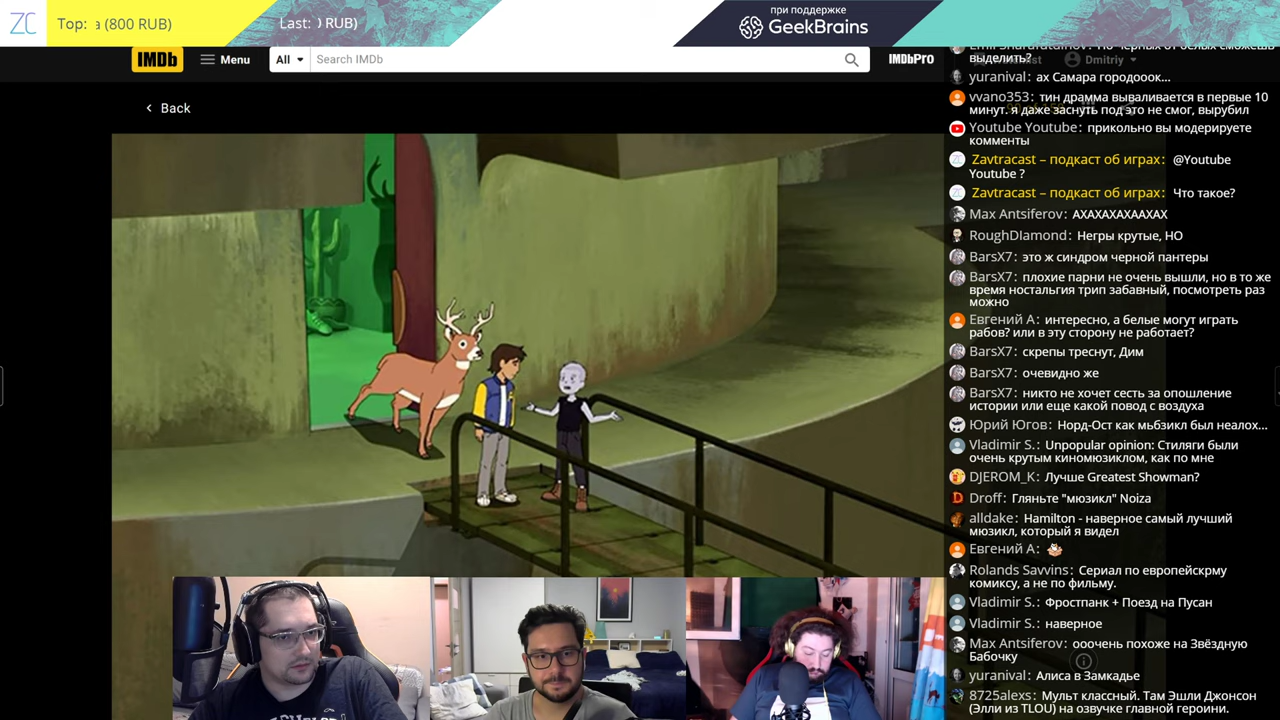 ZC
Top: a (800 RUB)
Last: ) RUB)
при поддержке
GeekBrains
IMDb
Menu
All
Search IMDb
IMDbPro
Dmitriy
Back
выделить?
yuranival: ах Самара городооок...
vvano353: тин драмма вываливается в первые 10
минут. я даже заснуть под это не смог, вырубил
Youtube Youtube: прикольно вы модерируете
комменты
Zavtracast – подкаст об играх: @Youtube
Youtube ?
Zavtracast – подкаст об играх: Что такое?
Max Antsiferov: АХАХАХАХААХАХ
RoughDIamond: Негры крутые, НО
BarsX7: это ж синдром черной пантеры
BarsX7: плохие парни не очень вышли, но в то же
время ностальгия трип забавный, посмотреть раз
можно
Евгений А: интересно, а белые могут играть
рабов? или в эту сторону не работает?
BarsX7: скрепы треснут, Дим
BarsX7: очевидно же
BarsX7: никто не хочет сесть за опошление
истории или еще какой повод с воздуха
Юрий Югов: Норд-Ост как мьбзикл был неалох...
Vladimir S.: Unpopular opinion: Стиляги были
очень крутым киномюзиклом, как по мне
DJEROM_K: Лучше Greatest Showman?
Droff: Гляньте "мюзикл" Noiza
alldake: Hamilton - наверное самый лучший
мюзикл, который я видел
Евгений А:
Rolands Savvins: Сериал по европейскрму
комиксу, а не по фильму.
Vladimir S.: Фростпанк + Поезд на Пусан
Vladimir S.: наверное
Max Antsiferov: ооочень похоже на Звёздную
Бабочку
yuranival: Алиса в Замкадье
8725alexs: Мульт классный. Там Эшли Джонсон
(Элли из TLOU) на озвучке главной героини.